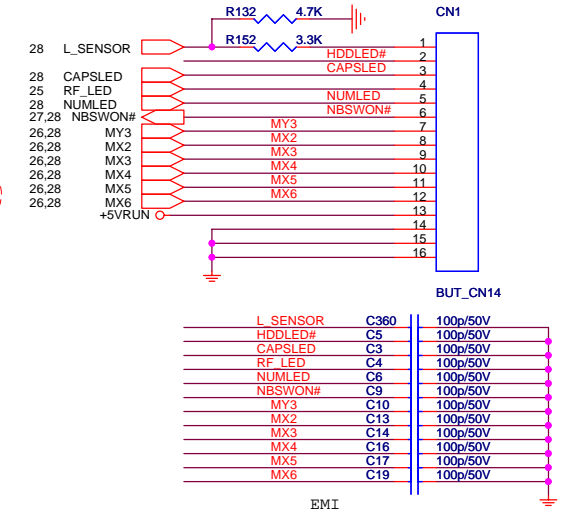 R132 4.7K CN1
28 L_SENSOR R152 3.3K 1
HDDLED# 2
28 CAPSLED CAPSLED 3
25 RF_LED 4
28 NUMLED NUMLED 5
27,28 NBSWON# NBSWON# 6
26,28 MY3 MY3 7
26,28 MX2 MX2 8
26,28 MX3 MX3 9
26,28 MX4 MX4 10
26,28 MX5 MX5 11
26,28 MX6 MX6 12
+5VRUN 13
14
15
16
BUT_CN14
L_SENSOR C360 100p/50V
HDDLED# C5 100p/50V
CAPSLED C3 100p/50V
RF_LED C4 100p/50V
NUMLED C6 100p/50V
NBSWON# C9 100p/50V
MY3 C10 100p/50V
MX2 C13 100p/50V
MX3 C14 100p/50V
MX4 C16 100p/50V
MX5 C17 100p/50V
MX6 C19 100p/50V
EMI